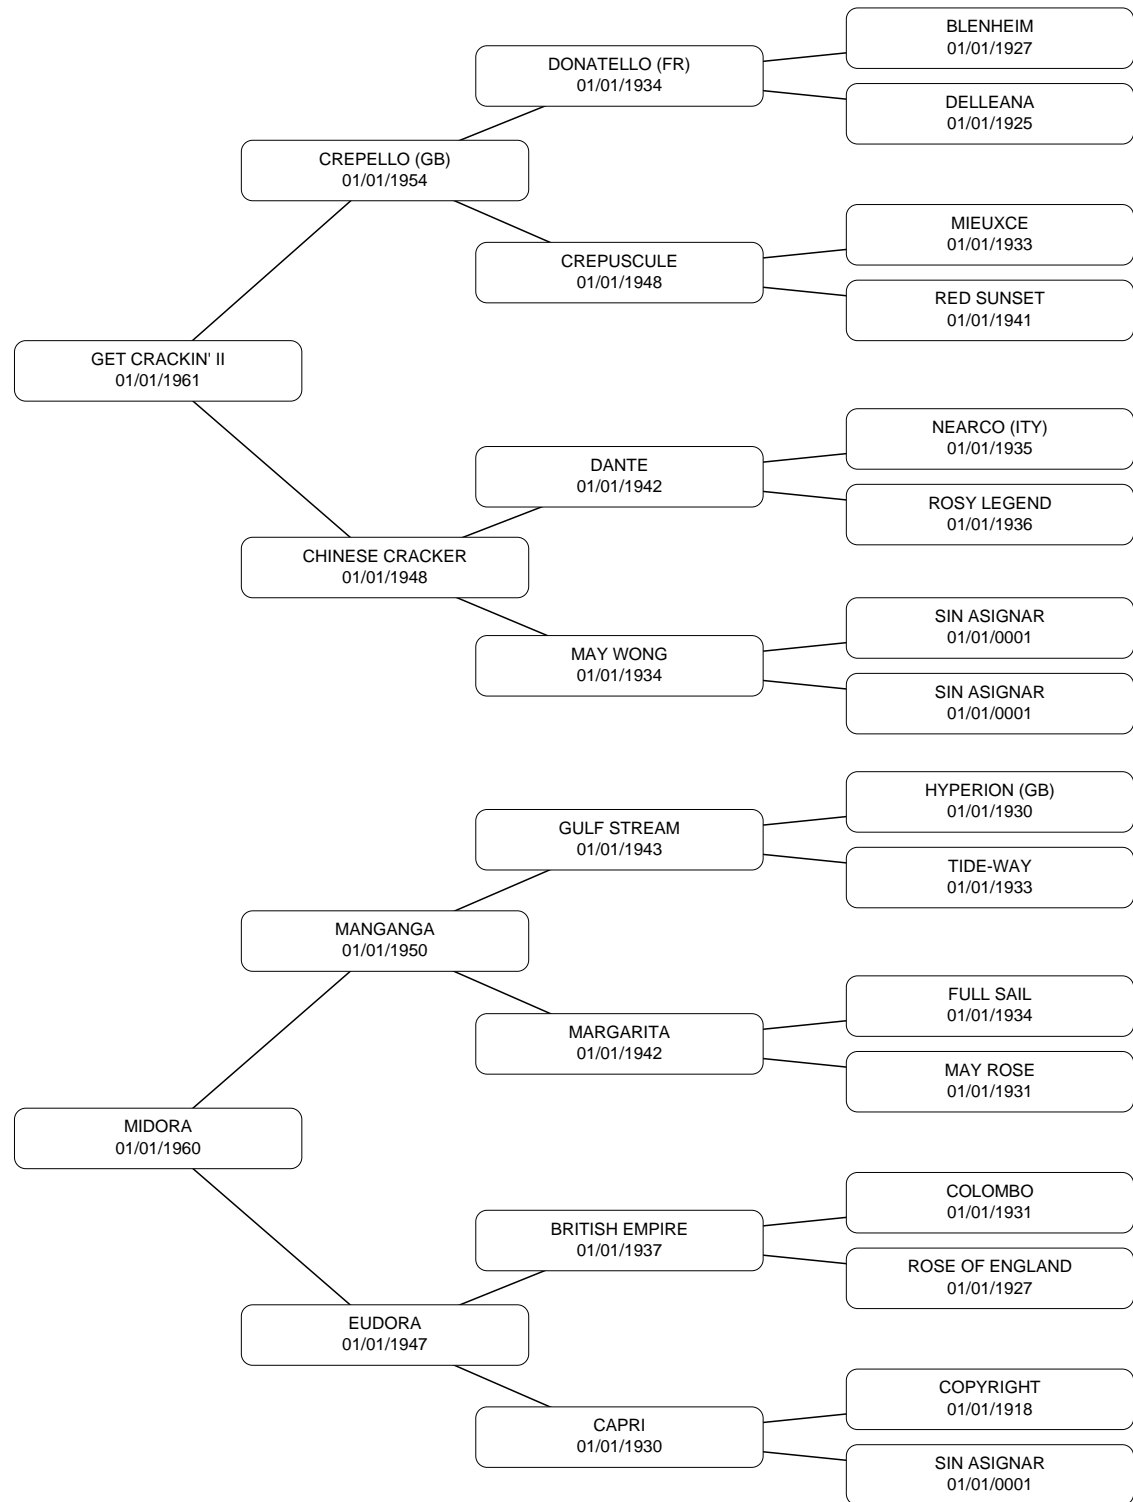 BLENHEIM
01/01/1927
DONATELLO (FR)
01/01/1934
DELLEANA
01/01/1925
CREPELLO (GB)
01/01/1954
MIEUXCE
01/01/1933
CREPUSCULE
01/01/1948
RED SUNSET
01/01/1941
GET CRACKIN' II
01/01/1961
NEARCO (ITY)
01/01/1935
DANTE
01/01/1942
ROSY LEGEND
01/01/1936
CHINESE CRACKER
01/01/1948
SIN ASIGNAR
01/01/0001
MAY WONG
01/01/1934
SIN ASIGNAR
01/01/0001
HYPERION (GB)
01/01/1930
GULF STREAM
01/01/1943
TIDE-WAY
01/01/1933
MANGANGA
01/01/1950
FULL SAIL
01/01/1934
MARGARITA
01/01/1942
MAY ROSE
01/01/1931
MIDORA
01/01/1960
COLOMBO
01/01/1931
BRITISH EMPIRE
01/01/1937
ROSE OF ENGLAND
01/01/1927
EUDORA
01/01/1947
COPYRIGHT
01/01/1918
CAPRI
01/01/1930
SIN ASIGNAR
01/01/0001